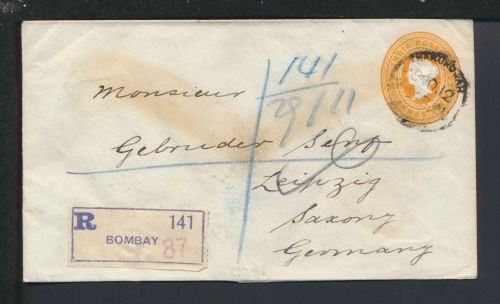 141
29/11
Monsieur
Gebruder Senf
Leipzig
Saxony
Germany
R 141
BOMBAY
87